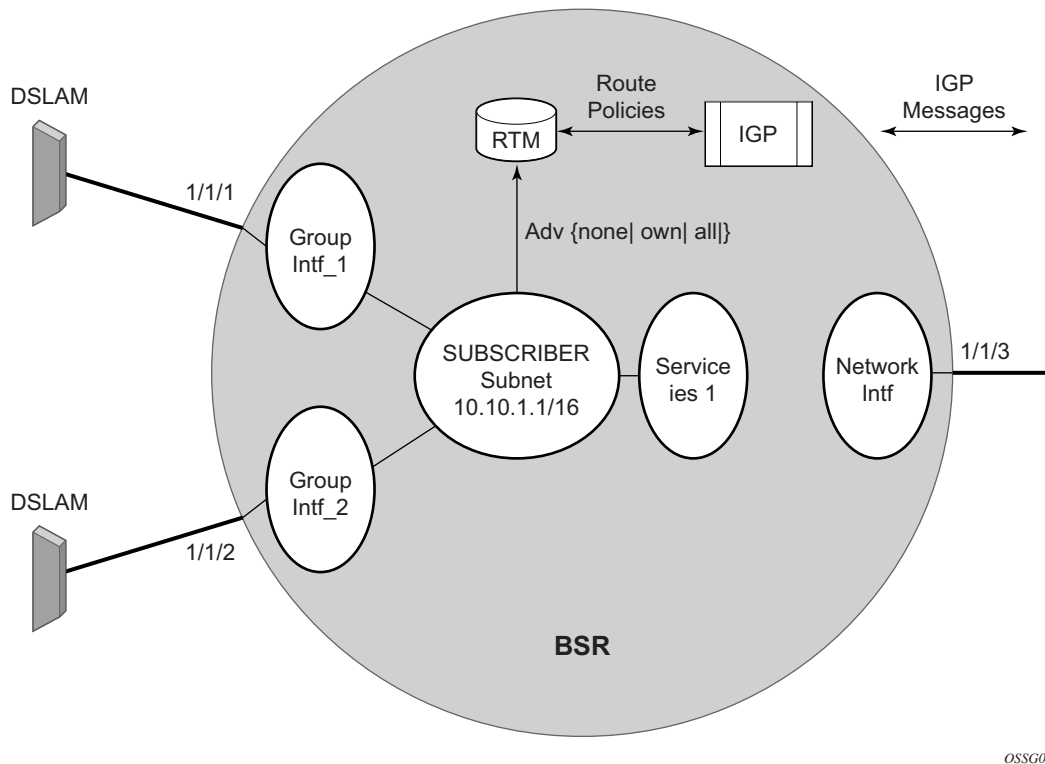 DSLAM
1/1/1
Group
Intf_1
RTM
Route
Policies
IGP
IGP
Messages
Adv {none| own| all|}
SUBSCRIBER
Subnet
10.10.1.1/16
Service
ies 1
Network
Intf
1/1/3
DSLAM
1/1/2
Group
Intf_2
BSR
OSSG0